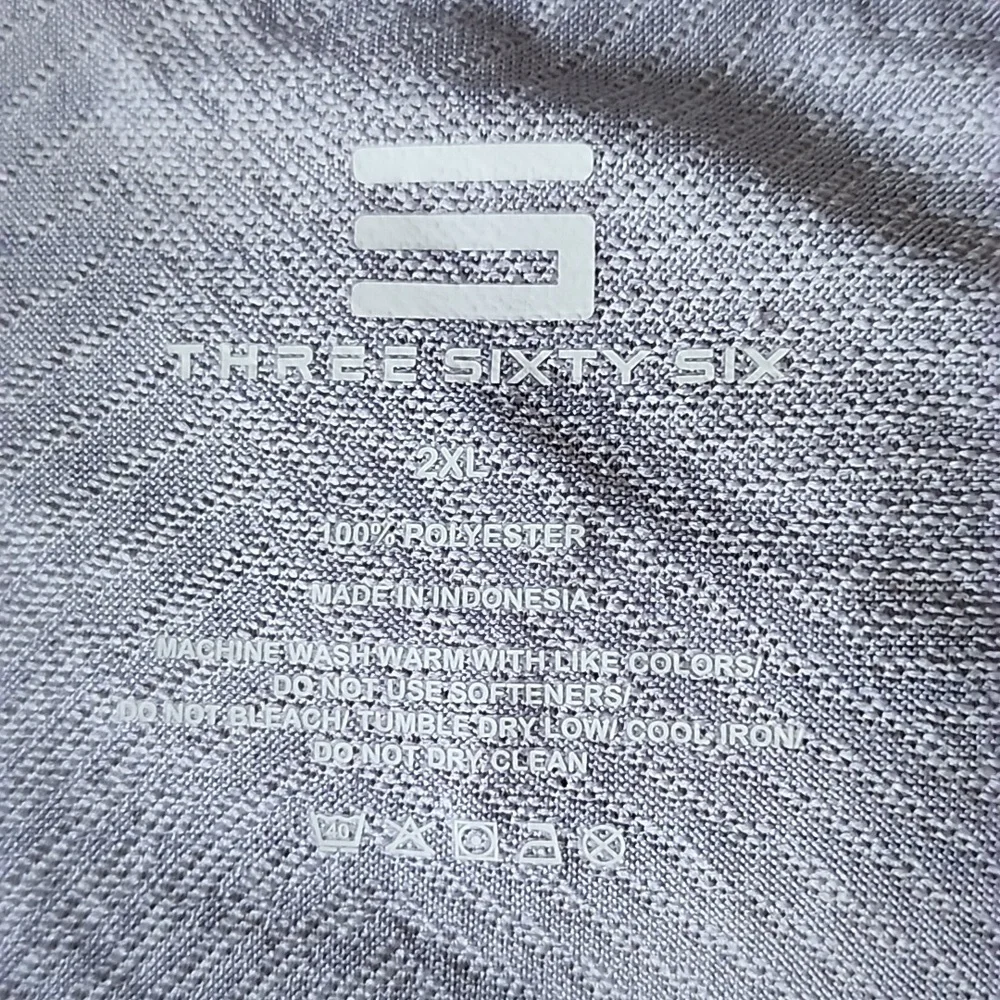 THREE SIXTY SIX
2XL
100% POLYESTER
MADE IN INDONESIA
MACHINE WASH WARM WITH LIKE COLORS/
DO NOT USE SOFTENERS/
DO NOT BLEACH/ TUMBLE DRY LOW/ COOL IRON/
DO NOT DRY CLEAN
40